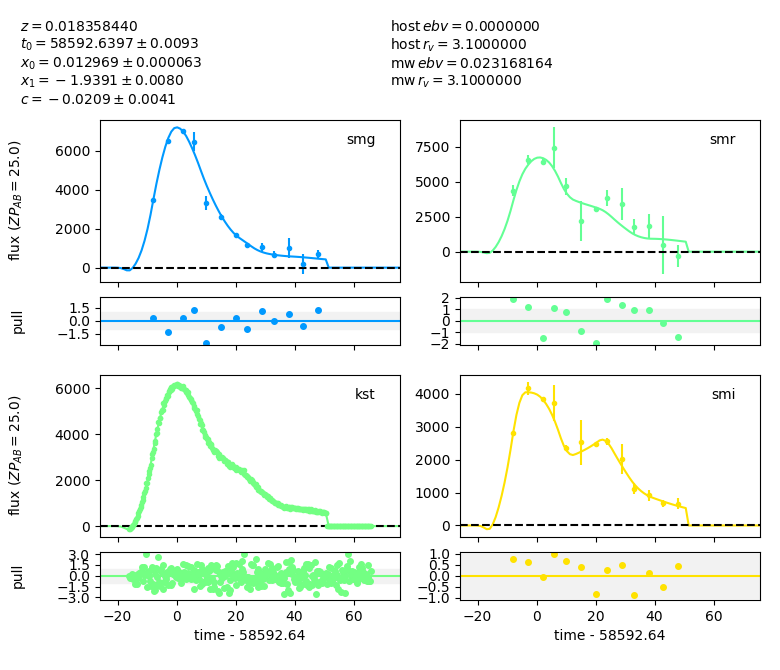 z = 0.018358440
t₀ = 58592.6397 ± 0.0093
x₀ = 0.012969 ± 0.000063
x₁ = −1.9391 ± 0.0080
c = −0.0209 ± 0.0041
host ebv = 0.0000000
host r_v = 3.1000000
mw ebv = 0.023168164
mw r_v = 3.1000000
flux (ZP_AB = 25.0)
6000
4000
2000
0
smg
7500
5000
2500
0
smr
pull
1.5
0.0
−1.5
2
1
0
−1
−2
flux (ZP_AB = 25.0)
6000
4000
2000
0
kst
4000
3000
2000
1000
0
smi
pull
3.0
1.5
0.0
−1.5
−3.0
1.0
0.5
0.0
−0.5
−1.0
−20 0 20 40 60
−20 0 20 40 60
time - 58592.64
time - 58592.64